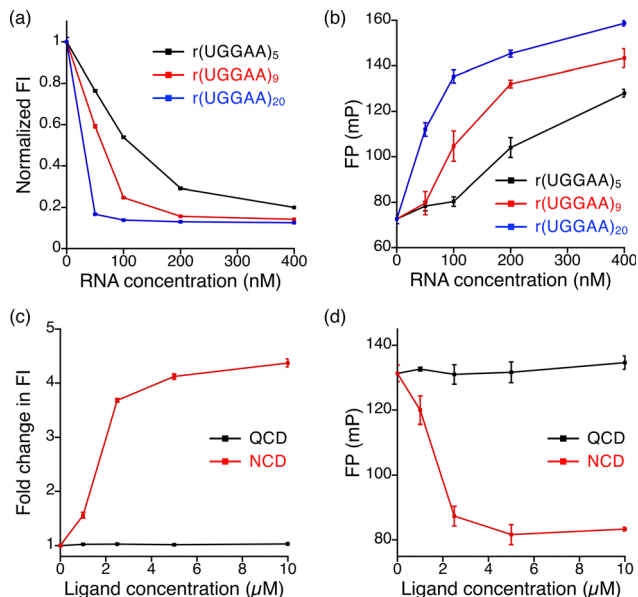 (a)
1
0.8
0.6
0.4
0.2
0
Normalized FI
r(UGGAA)₅
r(UGGAA)₉
r(UGGAA)₂₀
0 100 200 300 400
RNA concentration (nM)
(b)
160
140
120
100
80
60
FP (mP)
r(UGGAA)₅
r(UGGAA)₉
r(UGGAA)₂₀
0 100 200 300 400
RNA concentration (nM)
(c)
5
4
3
2
1
Fold change in FI
QCD
NCD
0 2 4 6 8 10
Ligand concentration (μM)
(d)
140
120
100
80
FP (mP)
QCD
NCD
0 2 4 6 8 10
Ligand concentration (μM)